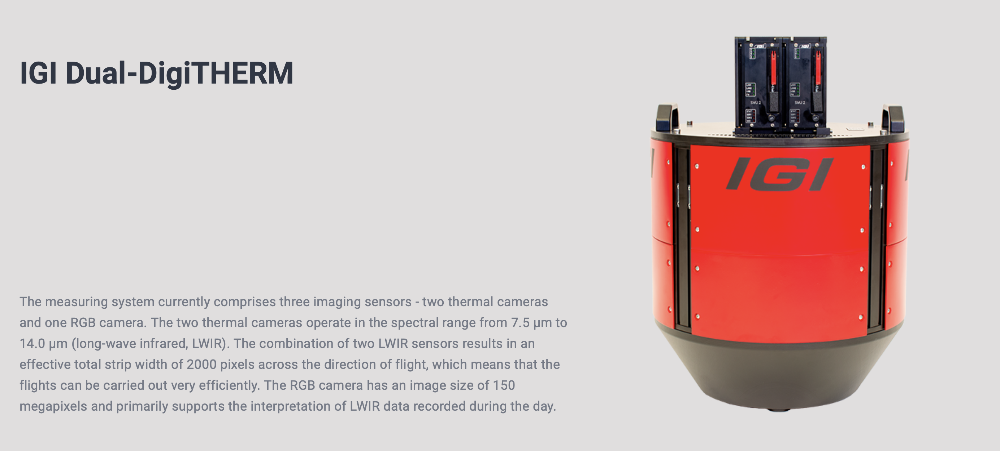 IGI Dual-DigiTHERM
The measuring system currently comprises three imaging sensors - two thermal cameras
and one RGB camera. The two thermal cameras operate in the spectral range from 7.5 µm to
14.0 µm (long-wave infrared, LWIR). The combination of two LWIR sensors results in an
effective total strip width of 2000 pixels across the direction of flight, which means that the
flights can be carried out very efficiently. The RGB camera has an image size of 150
megapixels and primarily supports the interpretation of LWIR data recorded during the day.
IGI IGI
SMU 2 SMU 2
IGI